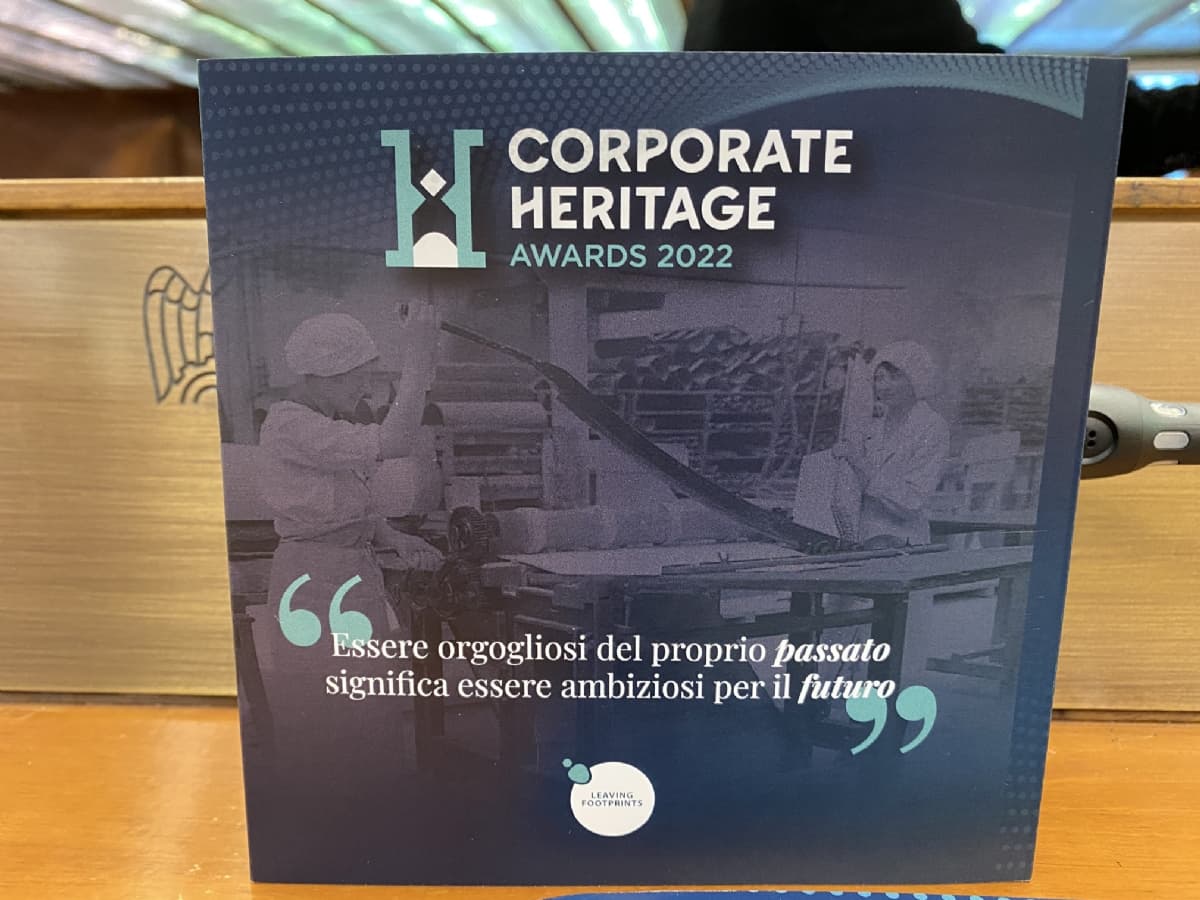 CORPORATE
HERITAGE
AWARDS 2022
“Essere orgogliosi del proprio passato
significa essere ambiziosi per il futuro”
LEAVING
FOOTPRINTS